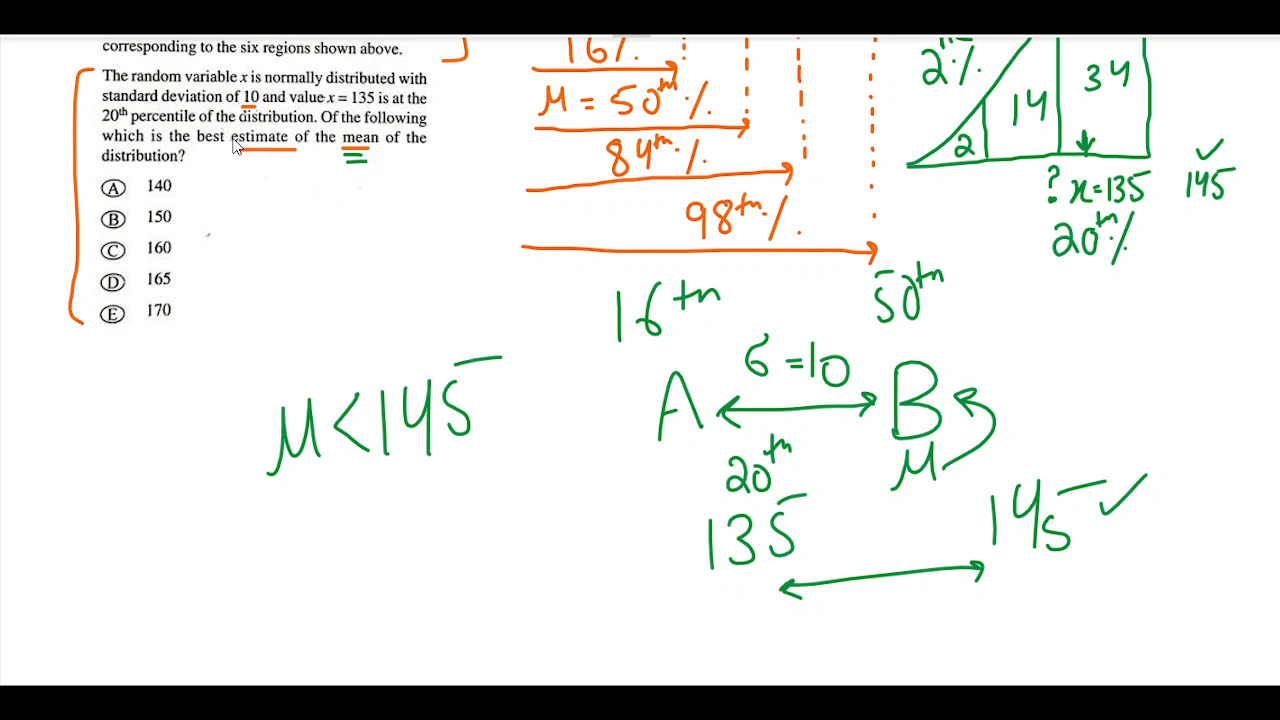 corresponding to the six regions shown above.
The random variable x is normally distributed with
standard deviation of 10 and value x = 135 is at the
20th percentile of the distribution. Of the following
which is the best estimate of the mean of the
distribution?
A 140
B 150
C 160
D 165
E 170
16%
μ = 50th %
84th %
98th %
2%
2
14
34
? x=135
145
20th %
16th
50th
μ < 145
A
σ = 10
B
20th
μ
135
145